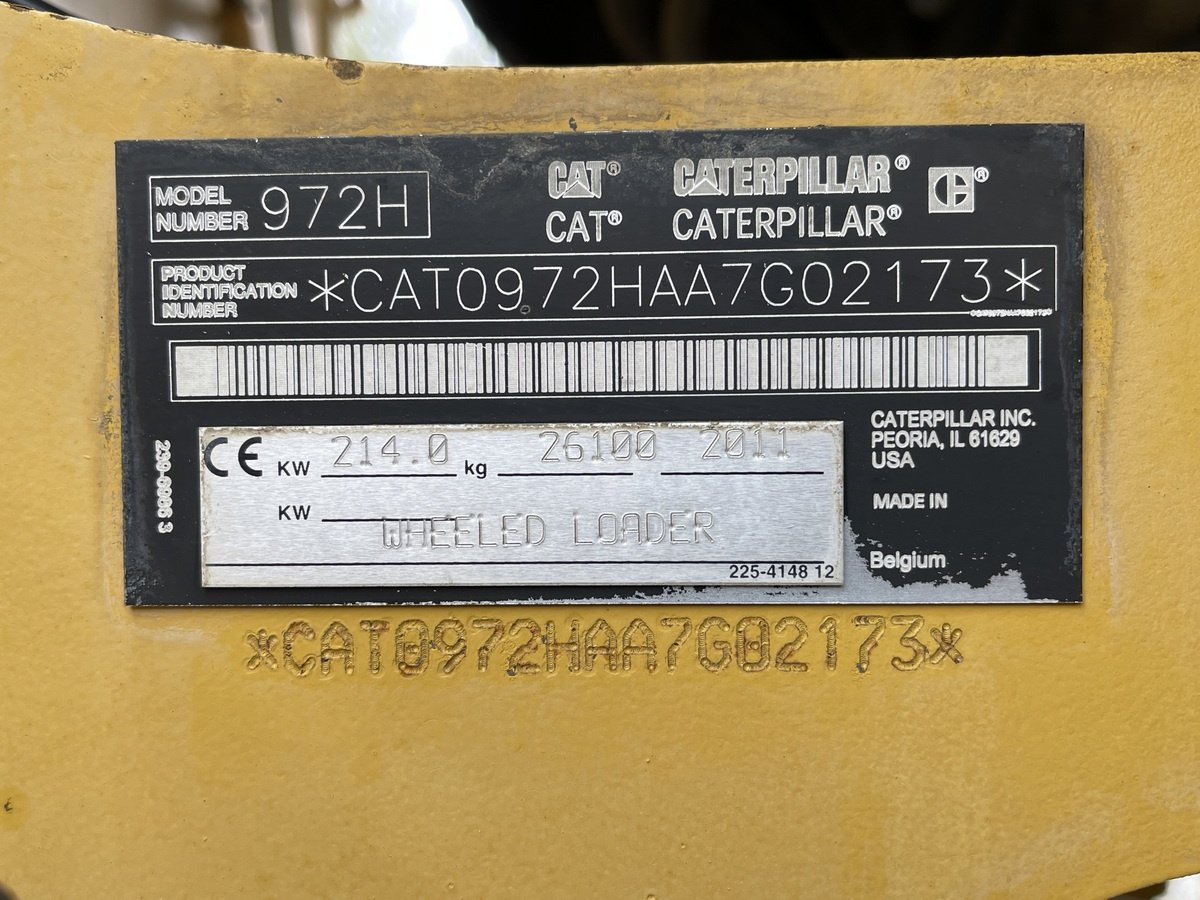 MODEL NUMBER 972H
CAT® CATERPILLAR® C®
CAT® CATERPILLAR®
PRODUCT IDENTIFICATION NUMBER *CAT0972HAA7G02173*
CATERPILLAR INC.
PEORIA, IL 61629
USA
MADE IN
Belgium
CE KW 214.0 kg 26100 2011
KW
WHEELED LOADER
225-4148 12
*CAT0972HAA7G02173*